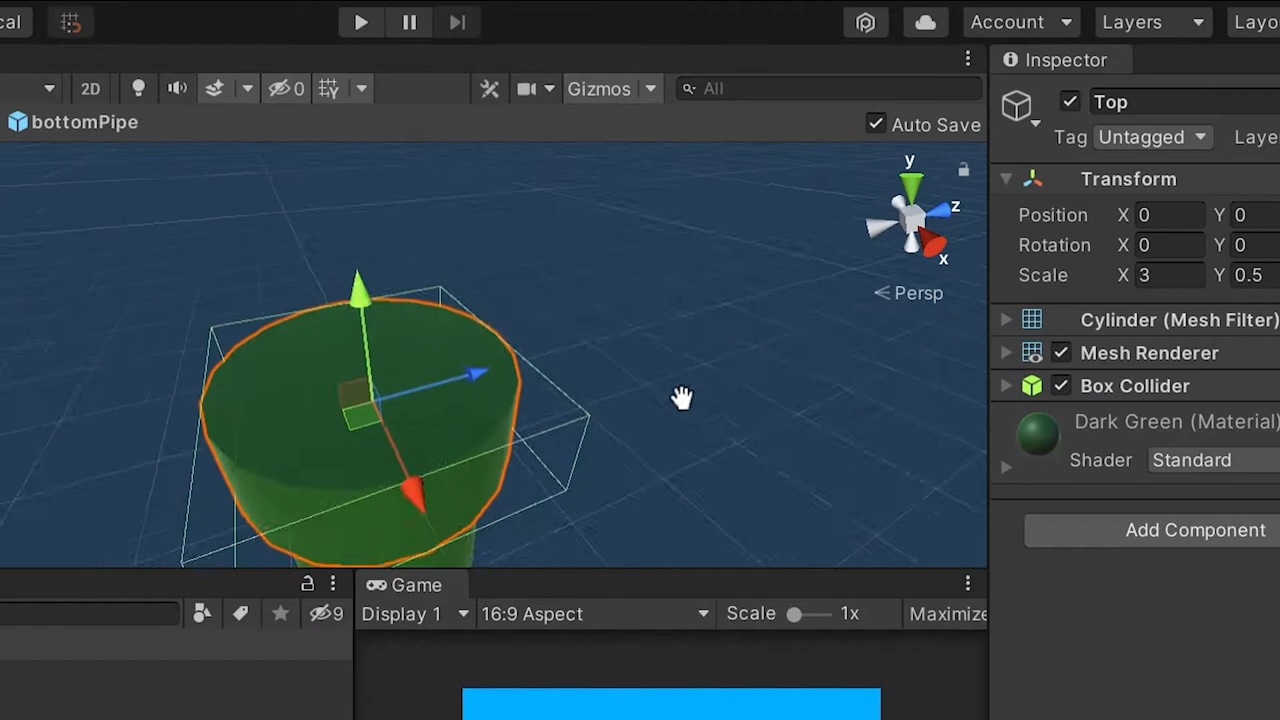 cal
Account
Layers
Layo
2D
0
Gizmos
All
bottomPipe
Auto Save
y
z
x
Persp
9
Game
Display 1
16:9 Aspect
Scale
1x
Maximize
Inspector
Top
Tag
Untagged
Laye
Transform
Position X 0 Y 0
Rotation X 0 Y 0
Scale X 3 Y 0.5
Cylinder (Mesh Filter)
Mesh Renderer
Box Collider
Dark Green (Material)
Shader Standard
Add Component